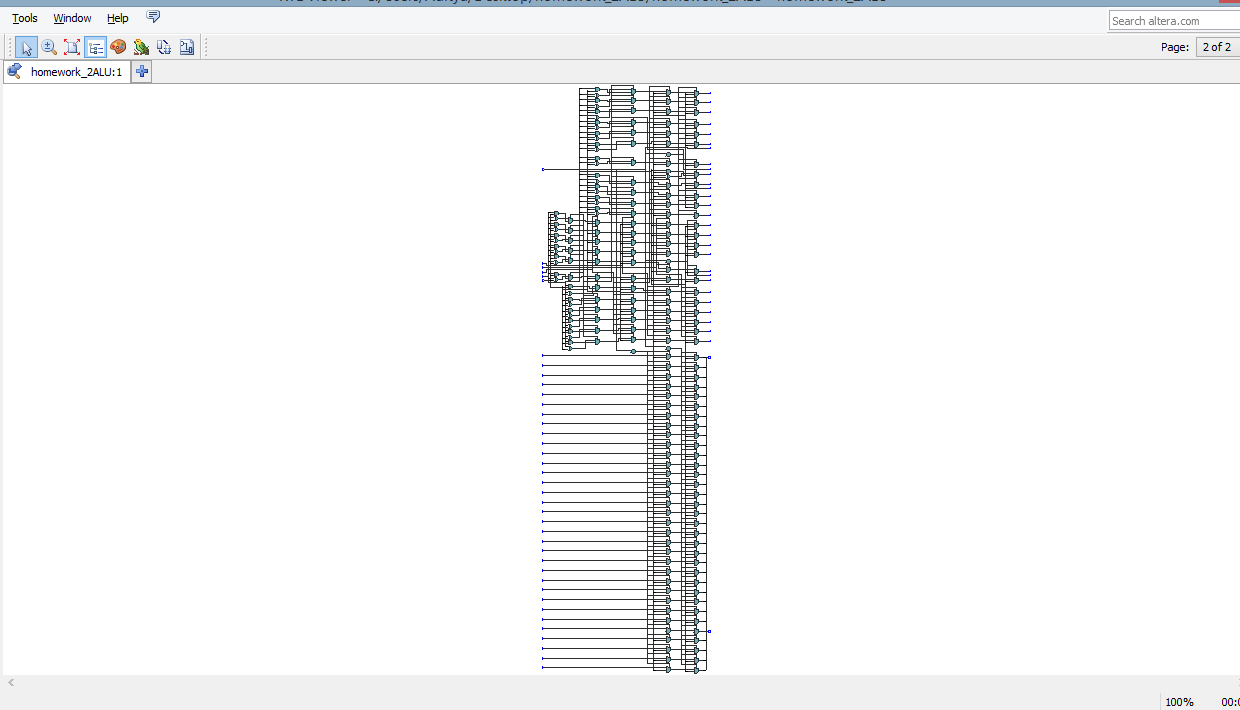 Tools Window Help
Search altera.com
Page: 2 of 2
homework_2ALU:1
100%